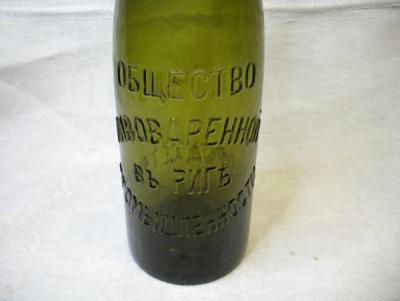 ОБЩЕСТВО
ПИВОВАРЕННОЙ
ВЪ РИГѢ
ПРОМЫШЛЕННОСТИ